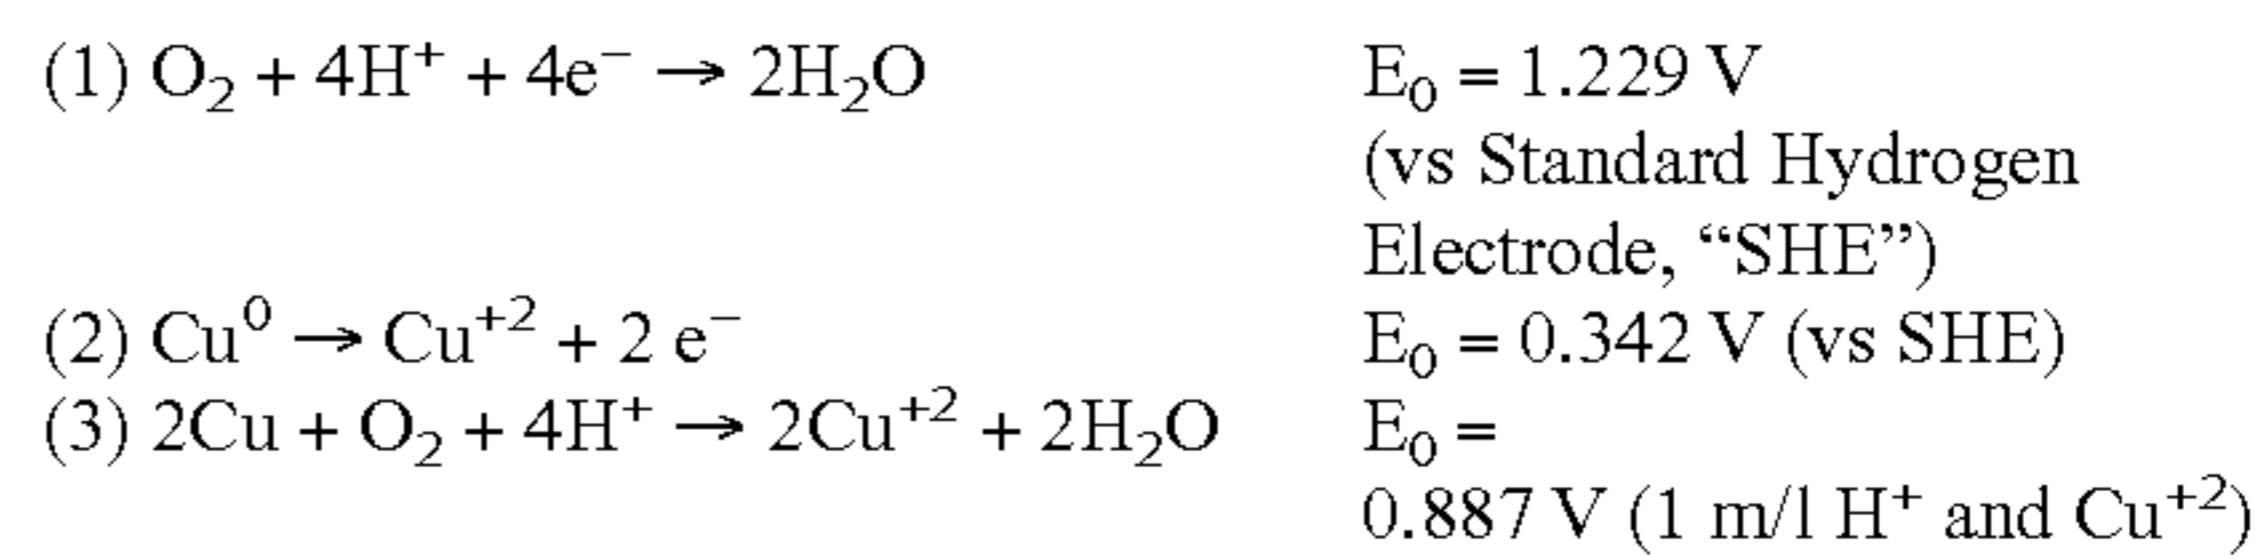 (1) O₂ + 4H⁺ + 4e⁻ → 2H₂O E₀ = 1.229 V
(vs Standard Hydrogen
Electrode, “SHE”)
(2) Cu⁰ → Cu⁺² + 2 e⁻ E₀ = 0.342 V (vs SHE)
(3) 2Cu + O₂ + 4H⁺ → 2Cu⁺² + 2H₂O E₀ =
0.887 V (1 m/l H⁺ and Cu⁺²)